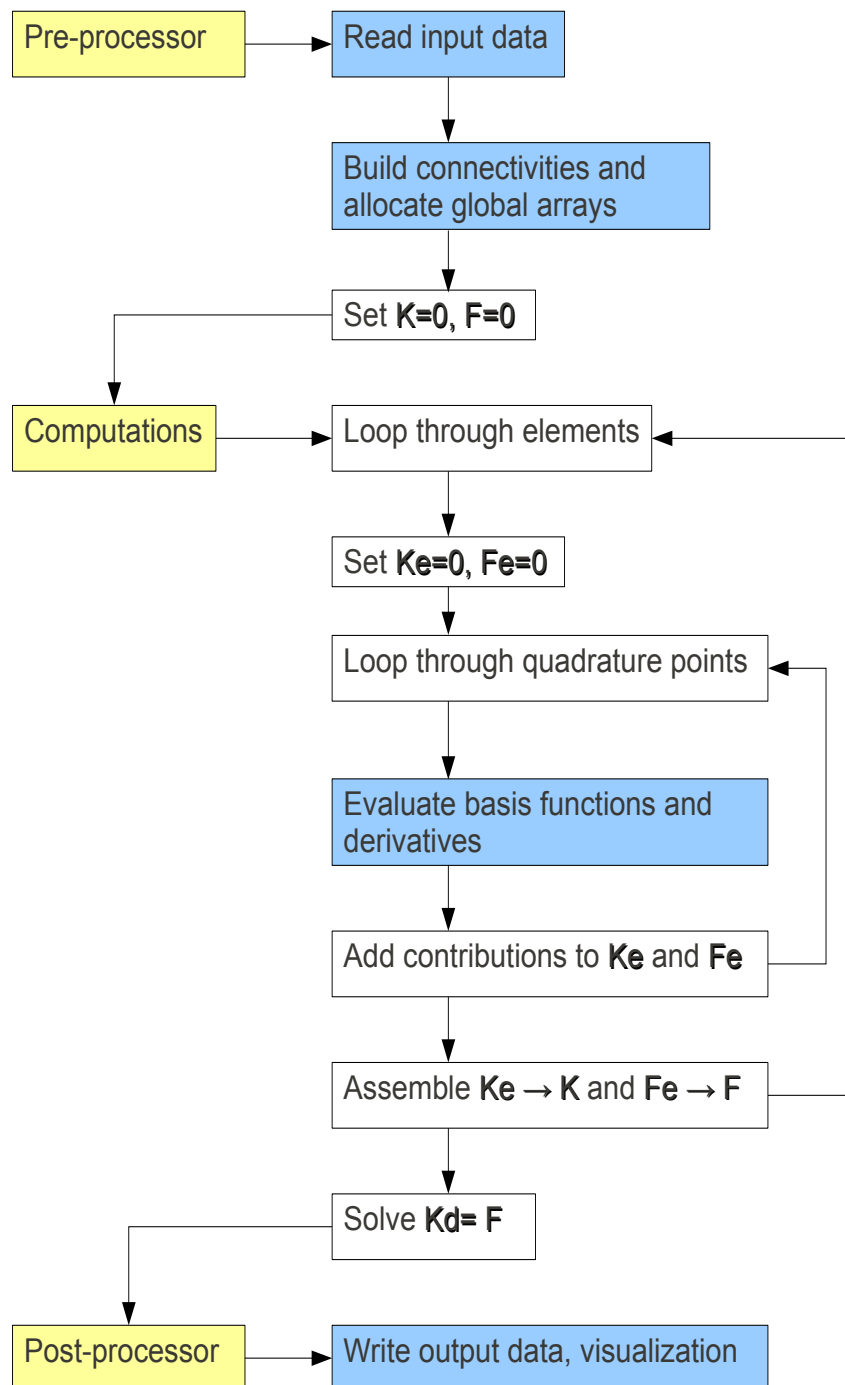 Pre-processor
Read input data
Build connectivities and
allocate global arrays
Set K=0, F=0
Computations
Loop through elements
Set Ke=0, Fe=0
Loop through quadrature points
Evaluate basis functions and
derivatives
Add contributions to Ke and Fe
Assemble Ke → K and Fe → F
Solve Kd= F
Post-processor
Write output data, visualization